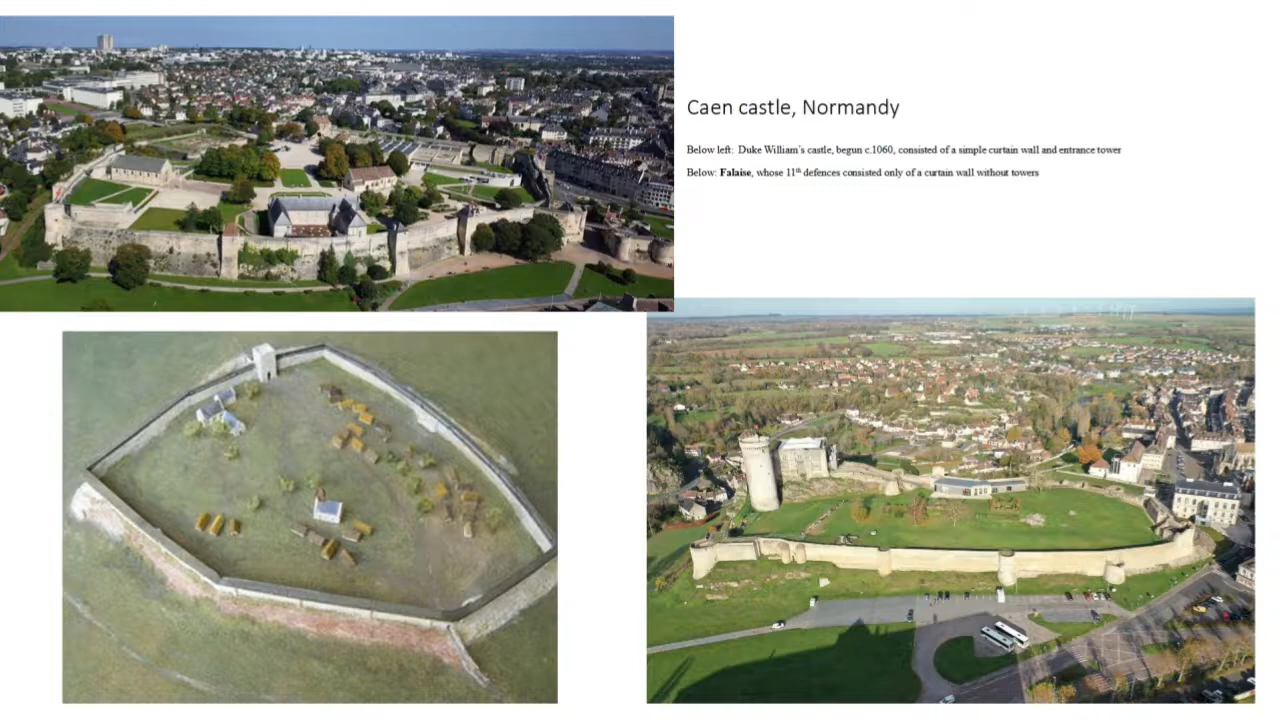 Caen castle, Normandy
Below left: Duke William's castle, begun c.1060, consisted of a simple curtain wall and entrance tower
Below: Falaise, whose 11th defences consisted only of a curtain wall without towers